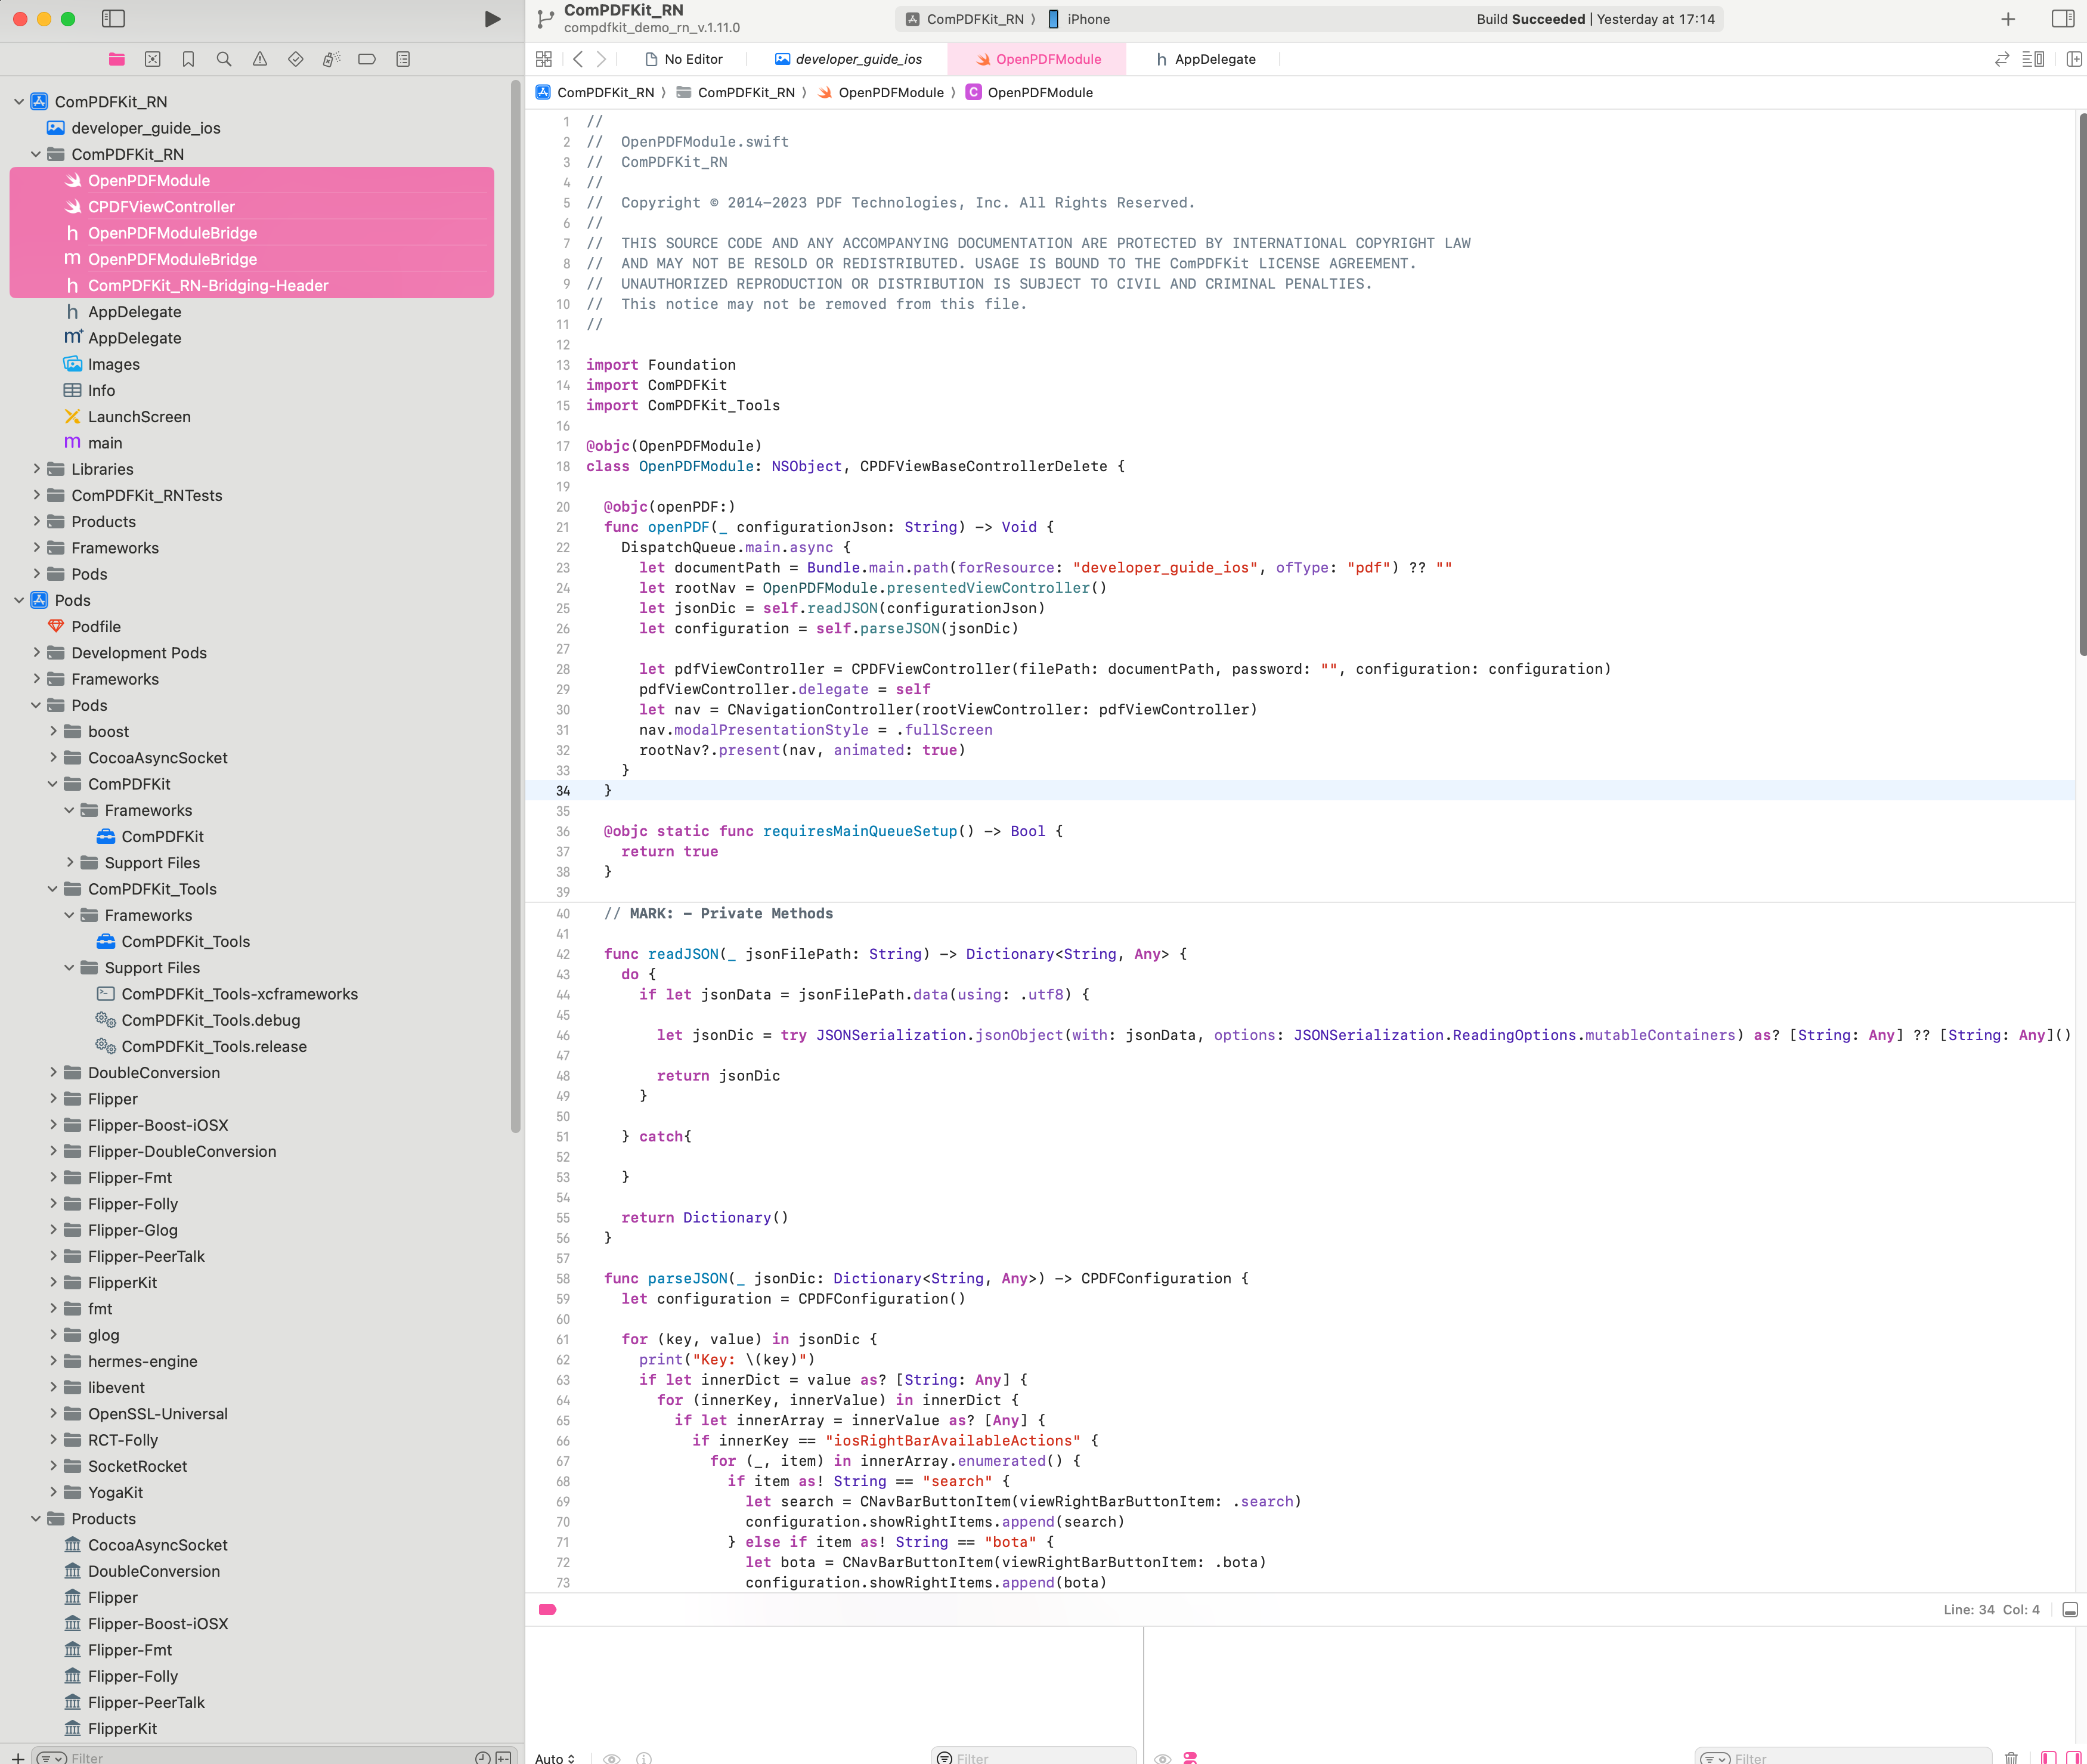 ComPDFKit_RN
compdfkit_demo_rn_v.1.11.0
ComPDFKit_RN 〉 iPhone
Build Succeeded | Yesterday at 17:14
No Editor
developer_guide_ios
OpenPDFModule
h AppDelegate
ComPDFKit_RN 〉 ComPDFKit_RN 〉 OpenPDFModule 〉 C OpenPDFModule
ComPDFKit_RN
developer_guide_ios
ComPDFKit_RN
OpenPDFModule
CPDFViewController
h OpenPDFModuleBridge
m OpenPDFModuleBridge
h ComPDFKit_RN-Bridging-Header
h AppDelegate
m+ AppDelegate
Images
Info
LaunchScreen
m main
Libraries
ComPDFKit_RNTests
Products
Frameworks
Pods
Pods
Podfile
Development Pods
Frameworks
Pods
boost
CocoaAsyncSocket
ComPDFKit
Frameworks
ComPDFKit
Support Files
ComPDFKit_Tools
Frameworks
ComPDFKit_Tools
Support Files
ComPDFKit_Tools-xcframeworks
ComPDFKit_Tools.debug
ComPDFKit_Tools.release
DoubleConversion
Flipper
Flipper-Boost-iOSX
Flipper-DoubleConversion
Flipper-Fmt
Flipper-Folly
Flipper-Glog
Flipper-PeerTalk
FlipperKit
fmt
glog
hermes-engine
libevent
OpenSSL-Universal
RCT-Folly
SocketRocket
YogaKit
Products
CocoaAsyncSocket
DoubleConversion
Flipper
Flipper-Boost-iOSX
Flipper-Fmt
Flipper-Folly
Flipper-PeerTalk
FlipperKit
Filter
1 //
2 //  OpenPDFModule.swift
3 //  ComPDFKit_RN
4 //
5 //  Copyright © 2014-2023 PDF Technologies, Inc. All Rights Reserved.
6 //
7 //  THIS SOURCE CODE AND ANY ACCOMPANYING DOCUMENTATION ARE PROTECTED BY INTERNATIONAL COPYRIGHT LAW
8 //  AND MAY NOT BE RESOLD OR REDISTRIBUTED. USAGE IS BOUND TO THE ComPDFKit LICENSE AGREEMENT.
9 //  UNAUTHORIZED REPRODUCTION OR DISTRIBUTION IS SUBJECT TO CIVIL AND CRIMINAL PENALTIES.
10 //  This notice may not be removed from this file.
11 //
12
13 import Foundation
14 import ComPDFKit
15 import ComPDFKit_Tools
16
17 @objc(OpenPDFModule)
18 class OpenPDFModule: NSObject, CPDFViewBaseControllerDelete {
19
20   @objc(openPDF:)
21   func openPDF(_ configurationJson: String) -> Void {
22     DispatchQueue.main.async {
23       let documentPath = Bundle.main.path(forResource: "developer_guide_ios", ofType: "pdf") ?? ""
24       let rootNav = OpenPDFModule.presentedViewController()
25       let jsonDic = self.readJSON(configurationJson)
26       let configuration = self.parseJSON(jsonDic)
27
28       let pdfViewController = CPDFViewController(filePath: documentPath, password: "", configuration: configuration)
29       pdfViewController.delegate = self
30       let nav = CNavigationController(rootViewController: pdfViewController)
31       nav.modalPresentationStyle = .fullScreen
32       rootNav?.present(nav, animated: true)
33     }
34   }
35
36   @objc static func requiresMainQueueSetup() -> Bool {
37     return true
38   }
39
40   // MARK: - Private Methods
41
42   func readJSON(_ jsonFilePath: String) -> Dictionary<String, Any> {
43     do {
44       if let jsonData = jsonFilePath.data(using: .utf8) {
45
46         let jsonDic = try JSONSerialization.jsonObject(with: jsonData, options: JSONSerialization.ReadingOptions.mutableContainers) as? [String: Any] ?? [String: Any]()
47
48         return jsonDic
49       }
50
51     } catch{
52
53     }
54
55     return Dictionary()
56   }
57
58   func parseJSON(_ jsonDic: Dictionary<String, Any>) -> CPDFConfiguration {
59     let configuration = CPDFConfiguration()
60
61     for (key, value) in jsonDic {
62       print("Key: \(key)")
63       if let innerDict = value as? [String: Any] {
64         for (innerKey, innerValue) in innerDict {
65           if let innerArray = innerValue as? [Any] {
66             if innerKey == "iosRightBarAvailableActions" {
67               for (_, item) in innerArray.enumerated() {
68                 if item as! String == "search" {
69                   let search = CNavBarButtonItem(viewRightBarButtonItem: .search)
70                   configuration.showRightItems.append(search)
71                 } else if item as! String == "bota" {
72                   let bota = CNavBarButtonItem(viewRightBarButtonItem: .bota)
73                   configuration.showRightItems.append(bota)
Line: 34  Col: 4
Auto
Filter
Filter